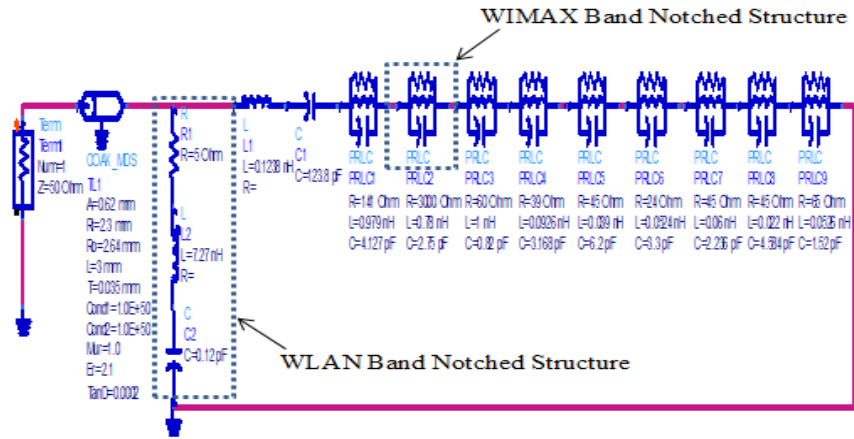 WIMAX Band Notched Structure
Term
Term1
Num=1
Z=50 Ohm
COAX_MDS
TL1
A=0.62 mm
Ri=2.3 mm
Ro=2.64 mm
L=3 mm
T=0.035 mm
Cond1=1.0E+50
Cond2=1.0E+50
Mur=1.0
Er=2.1
TanD=0.0002
R
R1
R=5 Ohm
L
L2
L=7.27 nH
R=
C
C2
C=0.12 pF
L
L1
L=0.1238 nH
R=
C
C1
C=123.8 pF
PRLC
PRLC1
R=141 Ohm
L=0.979 nH
C=4.127 pF
PRLC
PRLC2
R=3000 Ohm
L=0.78 nH
C=2.75 pF
PRLC
PRLC3
R=60 Ohm
L=1 nH
C=0.82 pF
PRLC
PRLC4
R=39 Ohm
L=0.0926 nH
C=3.168 pF
PRLC
PRLC5
R=45 Ohm
L=0.039 nH
C=6.2 pF
PRLC
PRLC6
R=24 Ohm
L=0.0524 nH
C=3.3 pF
PRLC
PRLC7
R=45 Ohm
L=0.06 nH
C=2.236 pF
PRLC
PRLC8
R=45 Ohm
L=0.022 nH
C=4.584 pF
PRLC
PRLC9
R=65 Ohm
L=0.0526 nH
C=1.52 pF
WLAN Band Notched Structure